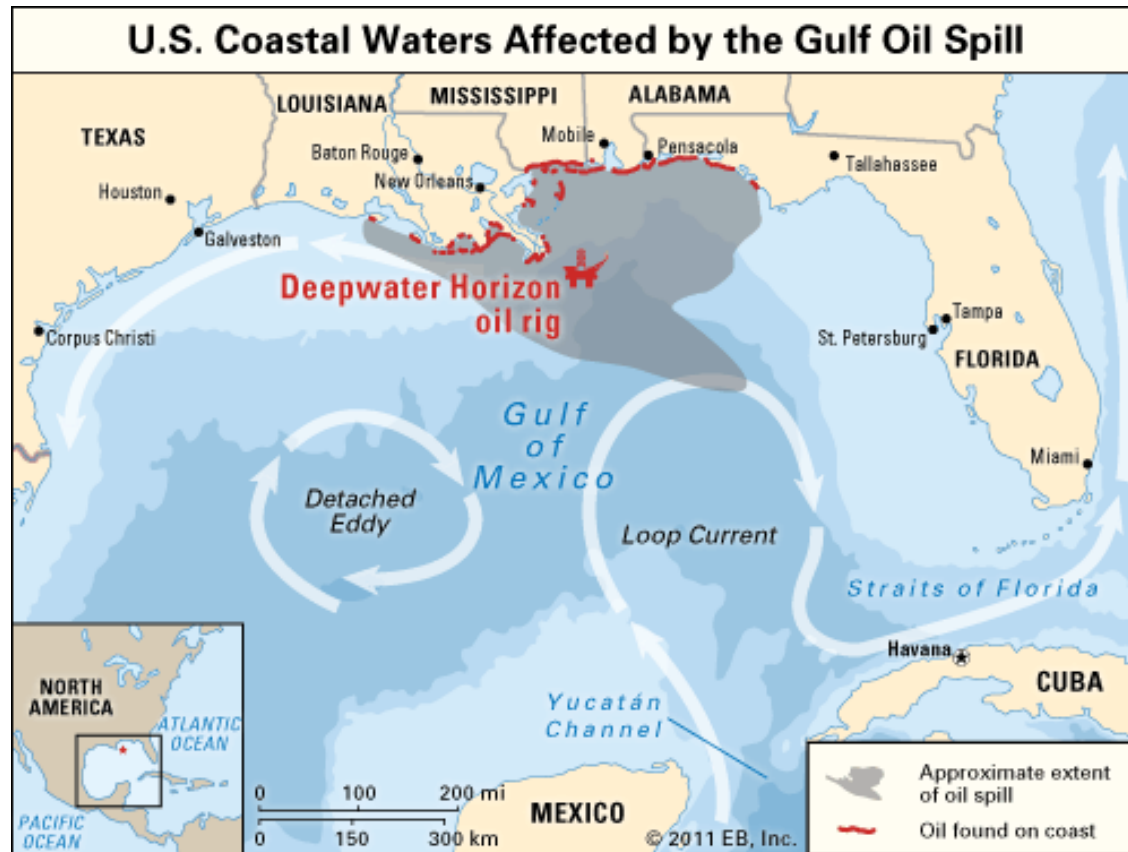 U.S. Coastal Waters Affected by the Gulf Oil Spill
LOUISIANA
MISSISSIPPI
ALABAMA
TEXAS
Mobile
Pensacola
Baton Rouge
Tallahassee
New Orleans
Houston
Galveston
Deepwater Horizon
oil rig
Corpus Christi
Tampa
St. Petersburg
FLORIDA
Gulf
of
Mexico
Miami
Detached
Eddy
Loop Current
Straits of Florida
Havana
CUBA
Yucatán
Channel
MEXICO
NORTH
AMERICA
ATLANTIC
OCEAN
PACIFIC
OCEAN
0 100 200 mi
0 150 300 km
© 2011 EB, Inc.
Approximate extent
of oil spill
Oil found on coast